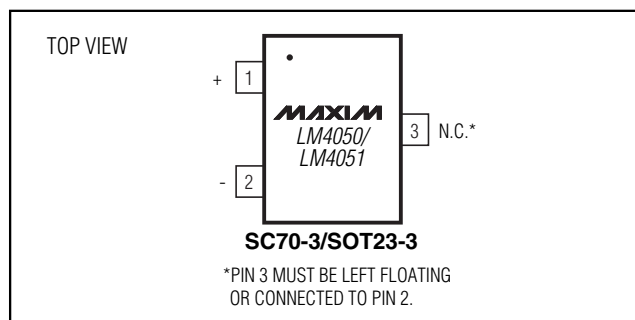 TOP VIEW
+ 1
MAXIM
LM4050/
LM4051
3 N.C.*
- 2
SC70-3/SOT23-3
*PIN 3 MUST BE LEFT FLOATING
OR CONNECTED TO PIN 2.